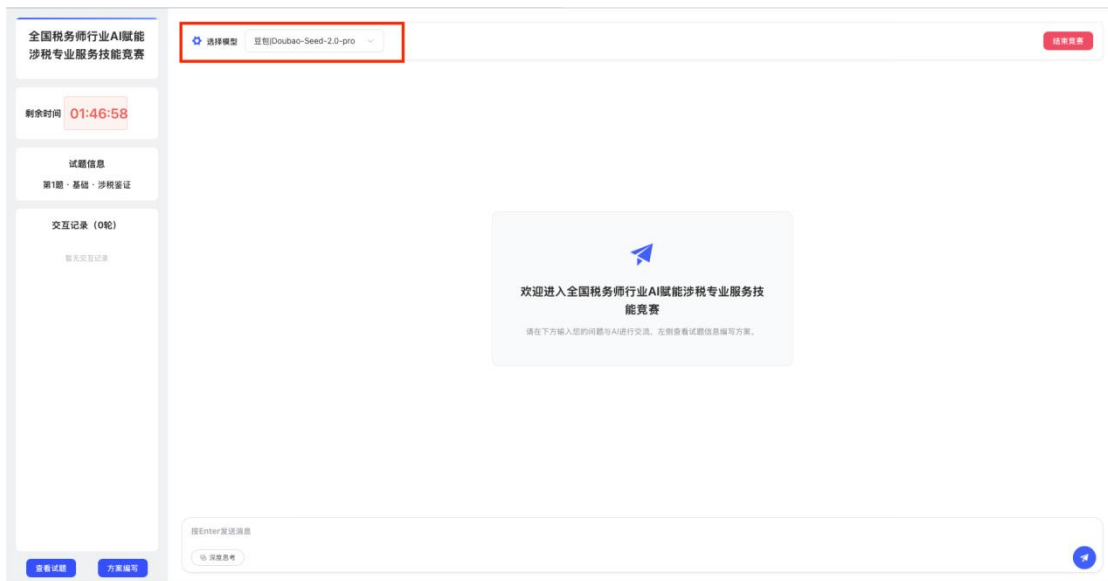 全国税务师行业AI赋能
涉税专业服务技能竞赛
选择模型
豆包|Doubao-Seed-2.0-pro
结束竞赛
剩余时间
01:46:58
试题信息
第1题 · 基础 · 涉税鉴证
交互记录（0轮）
暂无交互记录
欢迎进入全国税务师行业AI赋能涉税专业服务技
能竞赛
请在下方输入您的问题与AI进行交流，左侧查看试题信息编写方案。
按Enter发送消息
深度思考
查看试题
方案编写